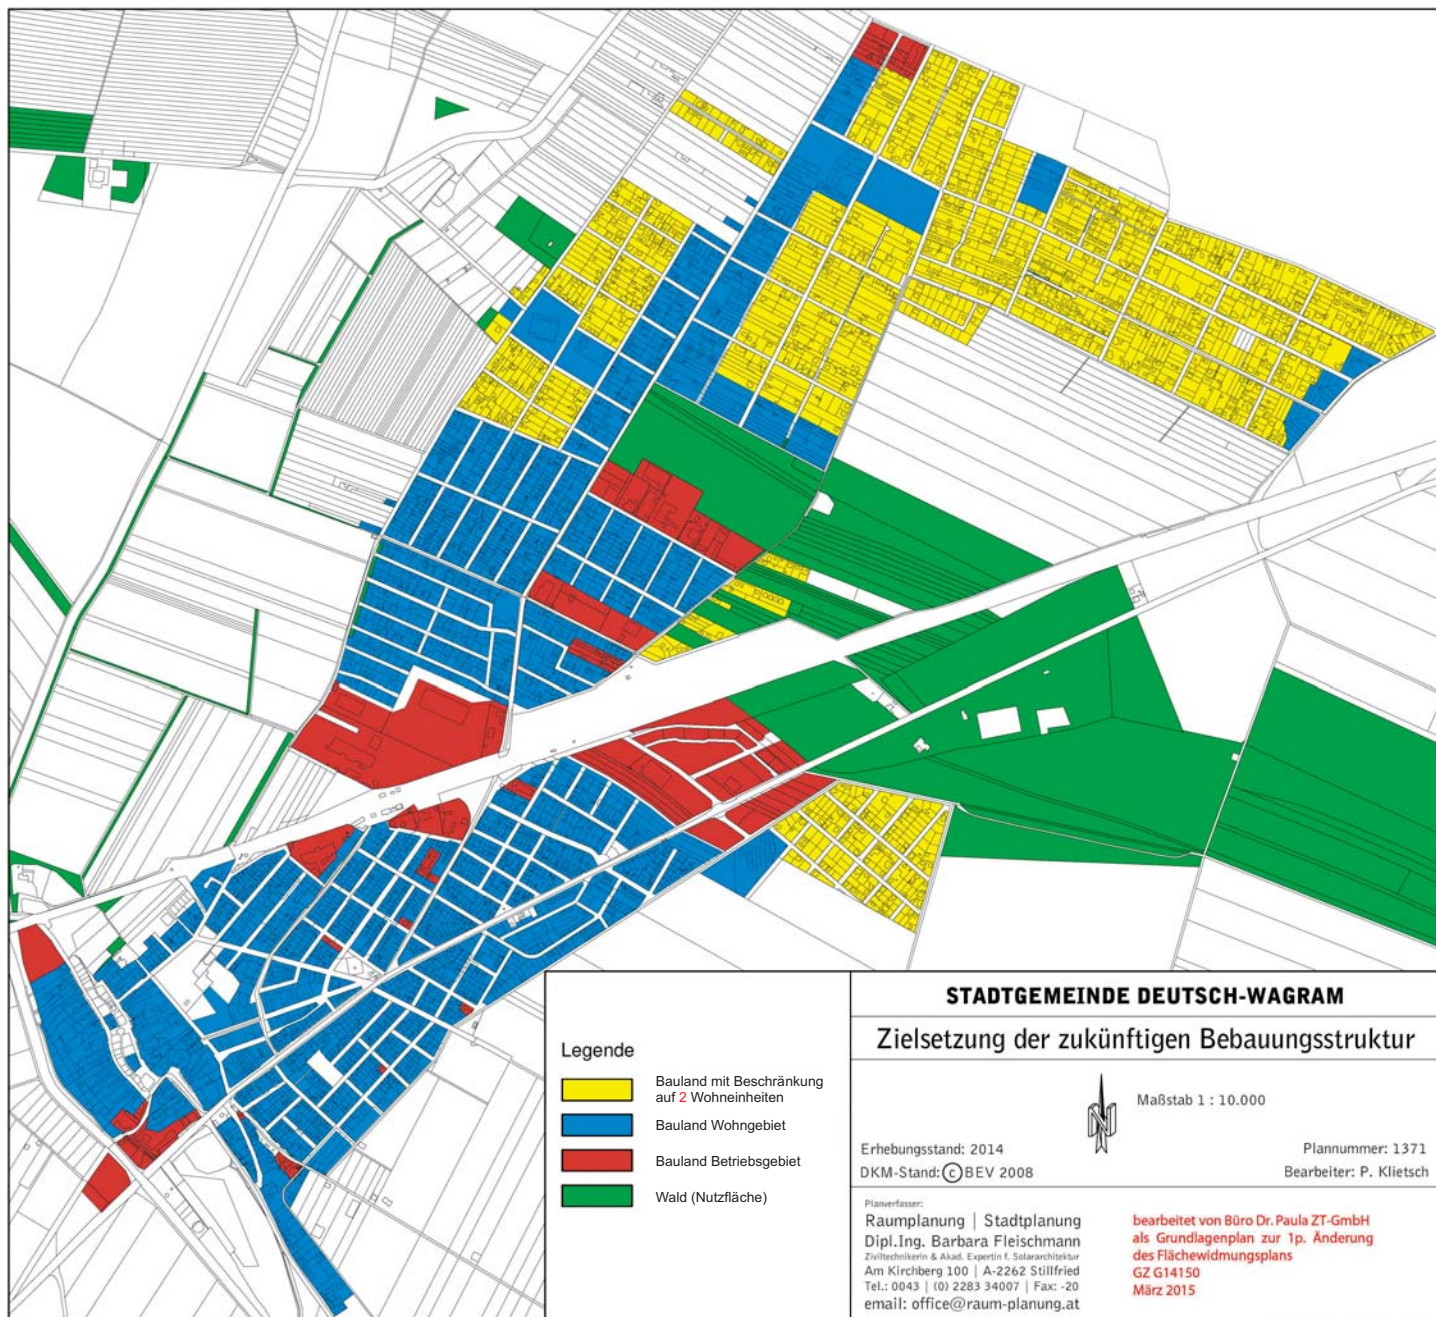 Legende
Bauland mit Beschränkung
auf 2 Wohneinheiten
Bauland Wohngebiet
Bauland Betriebsgebiet
Wald (Nutzfläche)
STADTGEMEINDE DEUTSCH-WAGRAM
Zielsetzung der zukünftigen Bebauungsstruktur
N
Maßstab 1 : 10.000
Erhebungsstand: 2014
Plannummer: 1371
DKM-Stand: © BEV 2008
Bearbeiter: P. Klietsch
Planverfasser:
Raumplanung | Stadtplanung
Dipl.Ing. Barbara Fleischmann
Ziviltechnikerin & Akad. Expertin f. Solararchitektur
Am Kirchberg 100 | A-2262 Stillfried
Tel.: 0043 | (0) 2283 34007 | Fax: -20
email: office@raum-planung.at
bearbeitet von Büro Dr. Paula ZT-GmbH
als Grundlagenplan zur 1p. Änderung
des Flächewidmungsplans
GZ G14150
März 2015